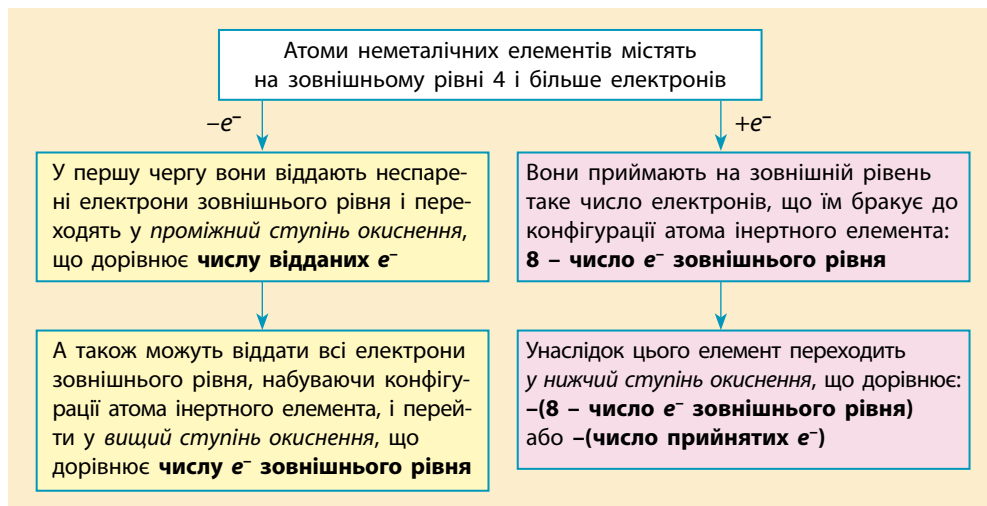 Атоми неметалічних елементів містять
на зовнішньому рівні 4 і більше електронів
–e⁻
+e⁻
У першу чергу вони віддають неспаре-
ні електрони зовнішнього рівня і пере-
ходять у проміжний ступінь окиснення,
що дорівнює числу відданих e⁻
Вони приймають на зовнішній рівень
таке число електронів, що їм бракує до
конфігурації атома інертного елемента:
8 – число e⁻ зовнішнього рівня
А також можуть віддати всі електрони
зовнішнього рівня, набуваючи конфігу-
рації атома інертного елемента, і перей-
ти у вищий ступінь окиснення, що
дорівнює числу e⁻ зовнішнього рівня
Унаслідок цього елемент переходить
у нижчий ступінь окиснення, що дорівнює:
–(8 – число e⁻ зовнішнього рівня)
або –(число прийнятих e⁻)